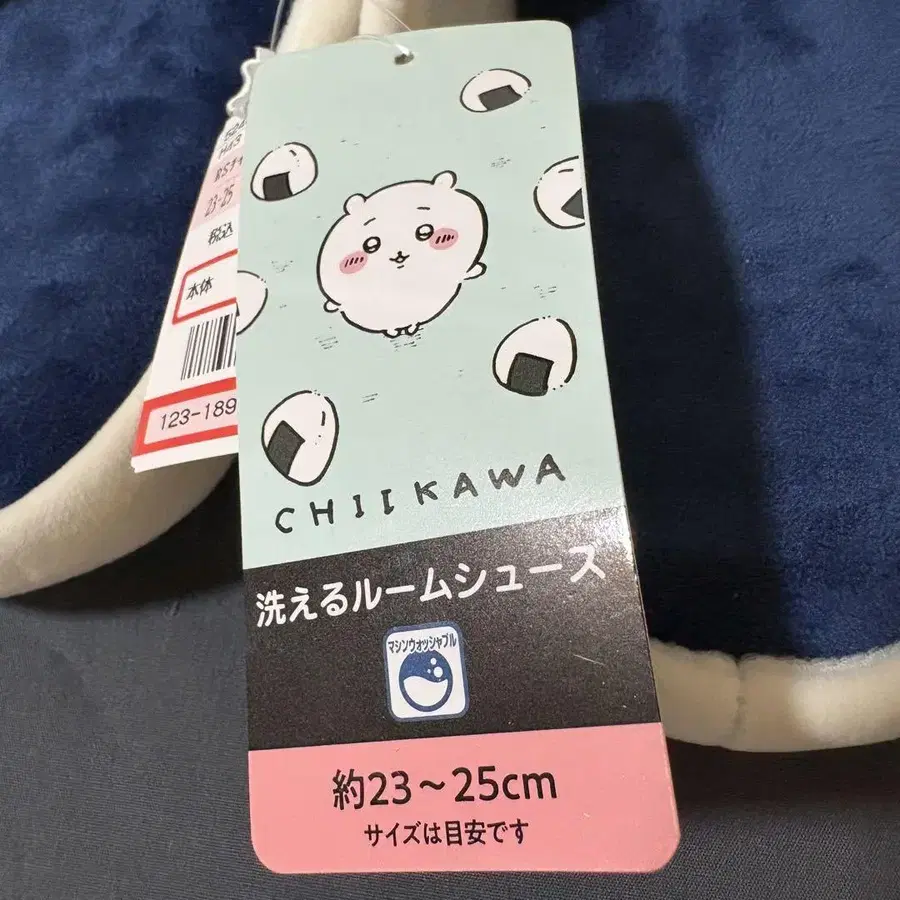 23-25
税込
本体
123-189
CHIIKAWA
洗えるルームシューズ
マシンウォッシャブル
約23～25cm
サイズは目安です